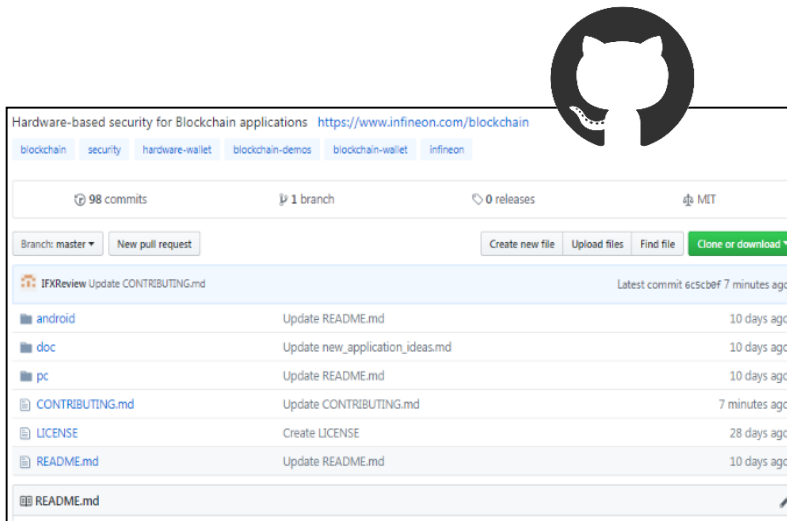 Hardware-based security for Blockchain applications https://www.infineon.com/blockchain
blockchain security hardware-wallet blockchain-demos blockchain-wallet infineon
98 commits 1 branch 0 releases MIT
Branch: master New pull request Create new file Upload files Find file Clone or download
IFXReview Update CONTRIBUTING.md Latest commit 6c5cb0f 7 minutes ago
android Update README.md 10 days ago
doc Update new_application_ideas.md 10 days ago
pc Update README.md 10 days ago
CONTRIBUTING.md Update CONTRIBUTING.md 7 minutes ago
LICENSE Create LICENSE 28 days ago
README.md Update README.md 10 days ago
README.md